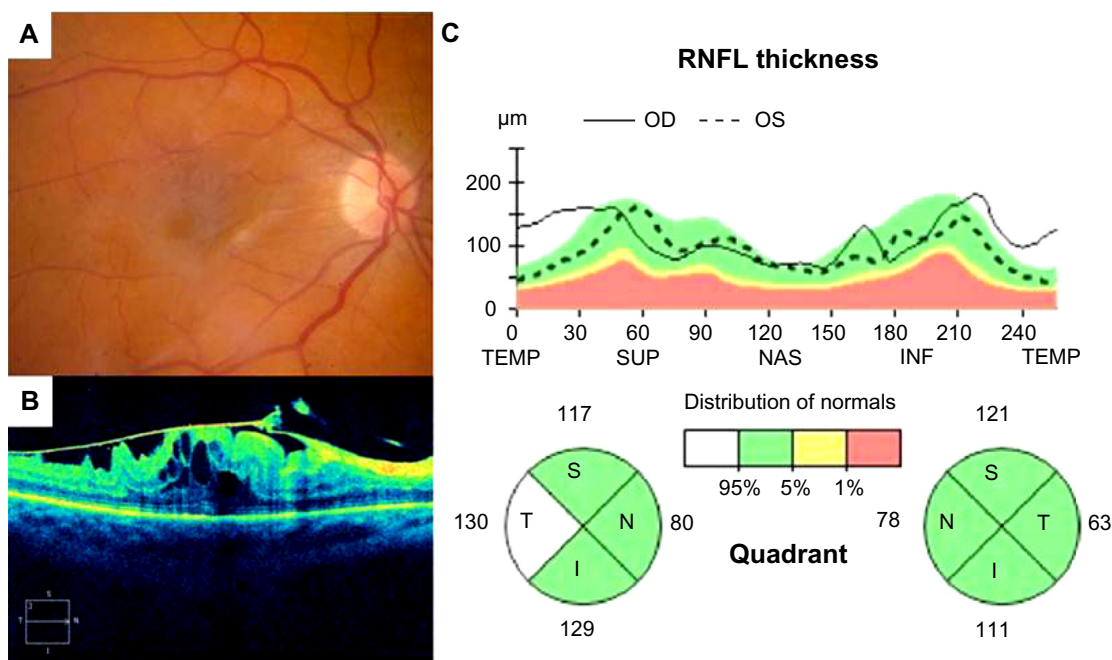 A
B
3
S
T
N
I
C
RNFL thickness
µm
OD
OS
200
100
0
0 30 60 90 120 150 180 210 240
TEMP SUP NAS INF TEMP
Distribution of normals
95% 5% 1%
Quadrant
117
S
130 T N 80
I
129
121
S
78 N T 63
I
111